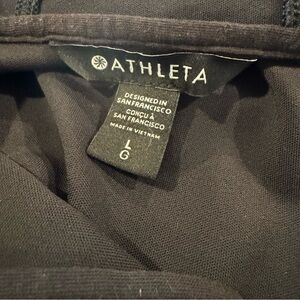 ATHLETA
DESIGNED IN
SAN FRANCISCO
CONÇU À
SAN FRANCISCO
MADE IN VIETNAM
L
G